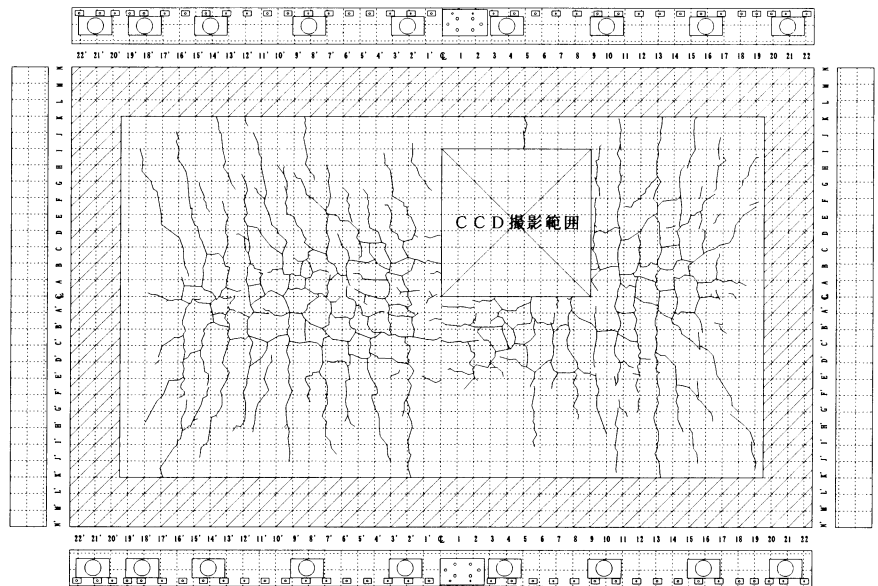 22' 21' 20' 19' 18' 17' 16' 15' 14' 13' 12' 11' 10' 9' 8' 7' 6' 5' 4' 3' 2' 1' ℄ 1 2 3 4 5 6 7 8 9 10 11 12 13 14 15 16 17 18 19 20 21 22
M
L
K
J
I
H
G
F
E
D
C
B
A
℄
A'
B'
C'
D'
E'
F'
G'
H'
I'
J'
K'
L'
M'
CCD撮影範囲
M
L
K
J
I
H
G
F
E
D
C
B
A
℄
A'
B'
C'
D'
E'
F'
G'
H'
I'
J'
K'
L'
M'
22' 21' 20' 19' 18' 17' 16' 15' 14' 13' 12' 11' 10' 9' 8' 7' 6' 5' 4' 3' 2' 1' ℄ 1 2 3 4 5 6 7 8 9 10 11 12 13 14 15 16 17 18 19 20 21 22